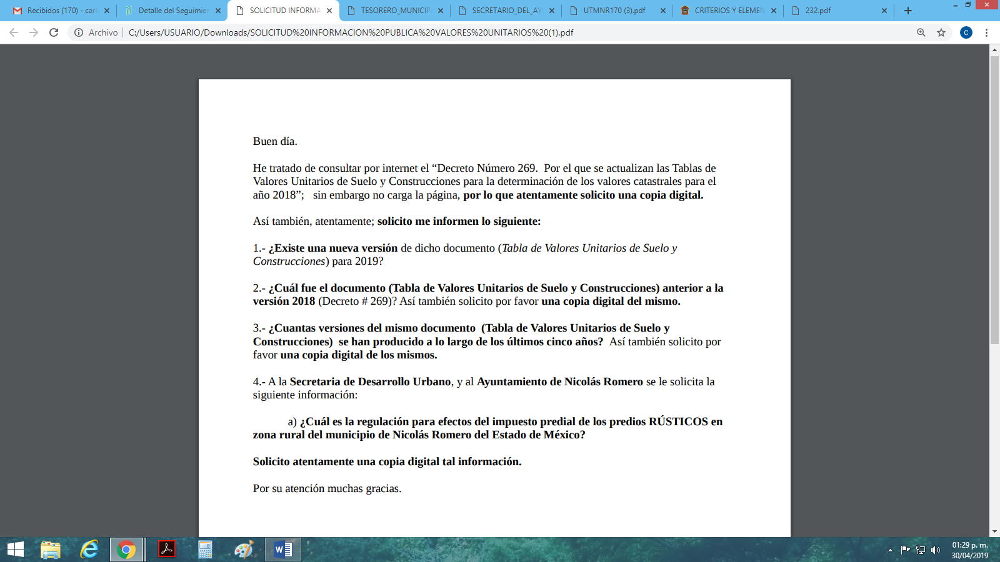 Recibidos (170) - carl
Detalle del Seguimien
SOLICITUD INFORMA
TESORERO_MUNICIP
SECRETARIO_DEL_AY
UTMNR170 (3).pdf
CRITERIOS Y ELEMEN
232.pdf
Archivo
C:/Users/USUARIO/Downloads/SOLICITUD%20INFORMACION%20PUBLICA%20VALORES%20UNITARIOS%20(1).pdf
C
Buen día.
He tratado de consultar por internet el “Decreto Número 269.  Por el que se actualizan las Tablas de
Valores Unitarios de Suelo y Construcciones para la determinación de los valores catastrales para el
año 2018”;   sin embargo no carga la página, por lo que atentamente solicito una copia digital.
Así también, atentamente; solicito me informen lo siguiente:
1.- ¿Existe una nueva versión de dicho documento (Tabla de Valores Unitarios de Suelo y
Construcciones) para 2019?
2.- ¿Cuál fue el documento (Tabla de Valores Unitarios de Suelo y Construcciones) anterior a la
versión 2018 (Decreto # 269)? Así también solicito por favor una copia digital del mismo.
3.- ¿Cuantas versiones del mismo documento  (Tabla de Valores Unitarios de Suelo y
Construcciones)  se han producido a lo largo de los últimos cinco años?  Así también solicito por
favor una copia digital de los mismos.
4.- A la Secretaria de Desarrollo Urbano, y al Ayuntamiento de Nicolás Romero se le solicita la
siguiente información:
a) ¿Cuál es la regulación para efectos del impuesto predial de los predios RÚSTICOS en
zona rural del municipio de Nicolás Romero del Estado de México?
Solicito atentamente una copia digital tal información.
Por su atención muchas gracias.
01:29 p. m.
30/04/2019